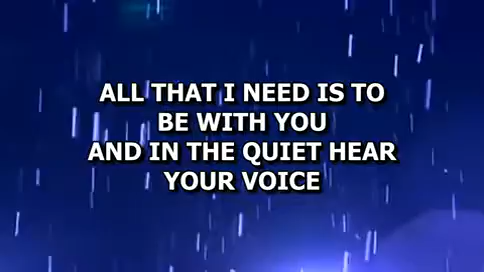 ALL THAT I NEED IS TO
BE WITH YOU
AND IN THE QUIET HEAR
YOUR VOICE